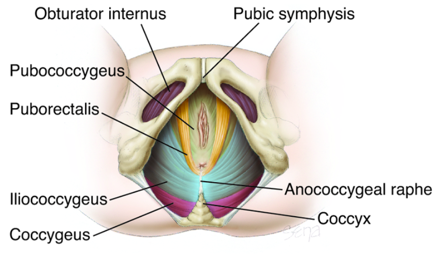 Obturator internus
Pubic symphysis
Pubococcygeus
Puborectalis
Iliococcygeus
Coccygeus
Anococcygeal raphe
Coccyx